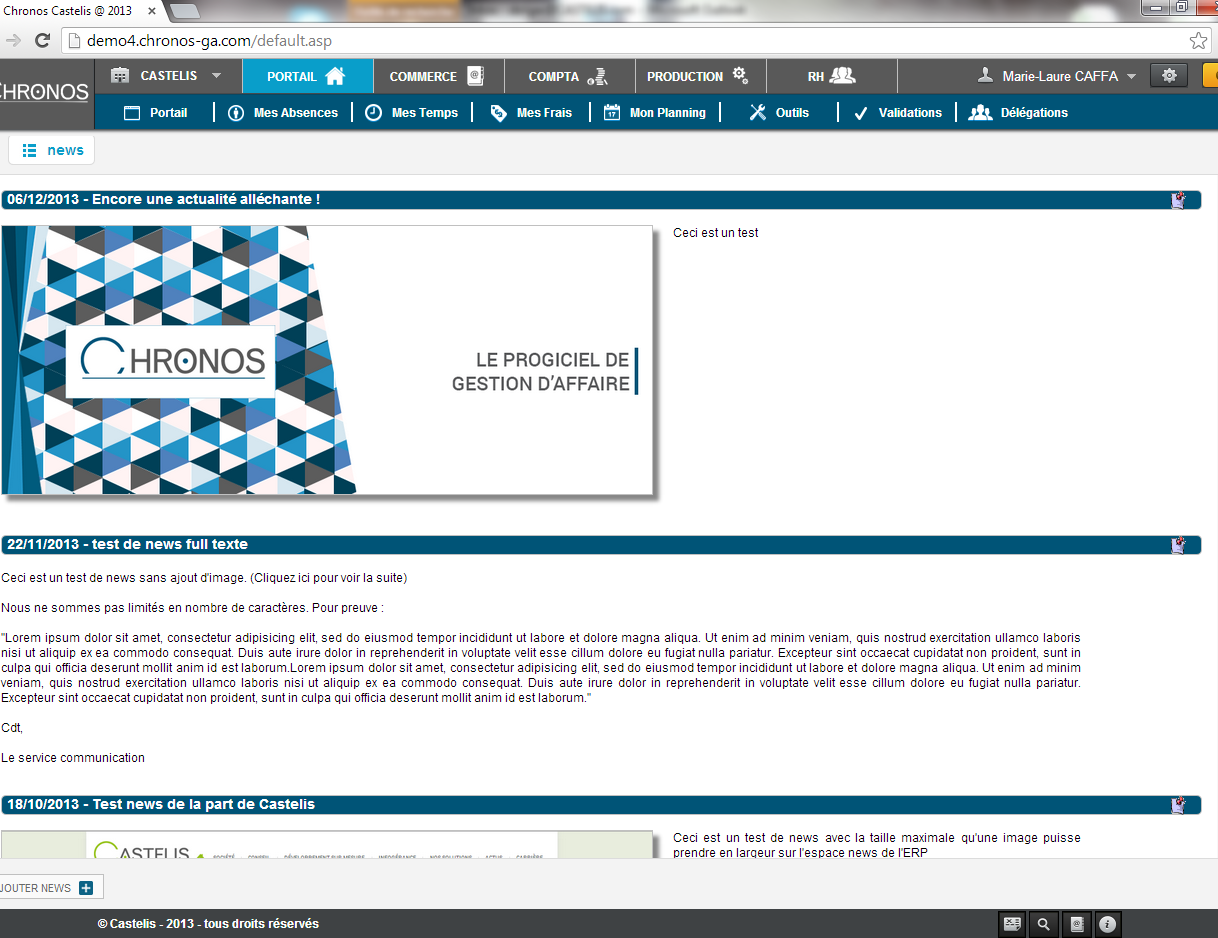 Chronos Castelis @ 2013
demo4.chronos-ga.com/default.asp
CHRONOS
CASTELIS
PORTAIL
COMMERCE
COMPTA
PRODUCTION
RH
Marie-Laure CAFFA
Portail
Mes Absences
Mes Temps
Mes Frais
17
Mon Planning
Outils
Validations
Délégations
news
06/12/2013 - Encore une actualité alléchante !
Ceci est un test
CHRONOS
LE PROGICIEL DE
GESTION D'AFFAIRE
22/11/2013 - test de news full texte
Ceci est un test de news sans ajout d'image. (Cliquez ici pour voir la suite)
Nous ne sommes pas limités en nombre de caractères. Pour preuve :
"Lorem ipsum dolor sit amet, consectetur adipisicing elit, sed do eiusmod tempor incididunt ut labore et dolore magna aliqua. Ut enim ad minim veniam, quis nostrud exercitation ullamco laboris
nisi ut aliquip ex ea commodo consequat. Duis aute irure dolor in reprehenderit in voluptate velit esse cillum dolore eu fugiat nulla pariatur. Excepteur sint occaecat cupidatat non proident, sunt in
culpa qui officia deserunt mollit anim id est laborum.Lorem ipsum dolor sit amet, consectetur adipisicing elit, sed do eiusmod tempor incididunt ut labore et dolore magna aliqua. Ut enim ad minim
veniam, quis nostrud exercitation ullamco laboris nisi ut aliquip ex ea commodo consequat. Duis aute irure dolor in reprehenderit in voluptate velit esse cillum dolore eu fugiat nulla pariatur.
Excepteur sint occaecat cupidatat non proident, sunt in culpa qui officia deserunt mollit anim id est laborum."
Cdt,
Le service communication
18/10/2013 - Test news de la part de Castelis
CASTELIS
Ceci est un test de news avec la taille maximale qu'une image puisse
prendre en largeur sur l'espace news de l'ERP
JOUTER NEWS
© Castelis - 2013 - tous droits réservés